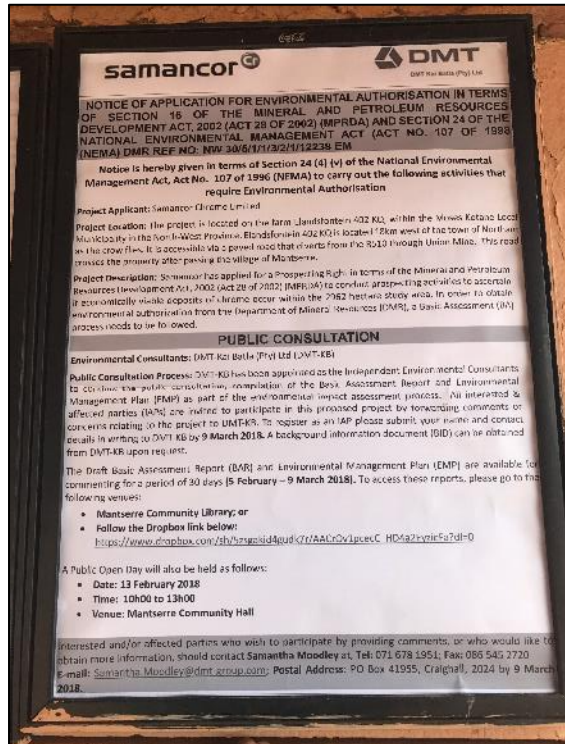 samancor Cr
DMT
DMT Kai Batla (Pty) Ltd
NOTICE OF APPLICATION FOR ENVIRONMENTAL AUTHORISATION IN TERMS
OF SECTION 16 OF THE MINERAL AND PETROLEUM RESOURCES
DEVELOPMENT ACT, 2002 (ACT 28 OF 2002) (MPRDA) AND SECTION 24 OF THE
NATIONAL ENVIRONMENTAL MANAGEMENT ACT (ACT NO. 107 OF 1998
(NEMA) DMR REF NO: NW 30/5/1/1/3/2/1/12238 EM
Notice is hereby given in terms of Section 24 (4) (v) of the National Environmental
Management Act, Act No. 107 of 1996 (NEMA) to carry out the following activities that
require Environmental Authorisation
Project Applicant: Samancor Chrome Limited
Project Location: The project is located on the farm Elandsfontein 402 KQ, within the Moses Kotane Local
Municipality in the North-West Province. Elandsfontein 402 KQ is located 18km west of the town of Northam
as the crow flies. It is accessible via a paved road that diverts from the R510 through Union Mine. This road
crosses the property after passing the village of Mantserre.
Project Description: Samancor has applied for a Prospecting Right in terms of the Mineral and Petroleum
Resources Development Act, 2002 (Act 28 of 2002) (MPRDA) to conduct prospecting activities to ascertain
if economically viable deposits of chrome occur within the 2062 hectare study area. In order to obtain
environmental authorisation from the Department of Mineral Resources (DMR), a Basic Assessment (BA)
process needs to be followed.
PUBLIC CONSULTATION
Environmental Consultants: DMT-Kai Batla (Pty) Ltd (DMT-KB)
Public Consultation Process: DMT-KB has been appointed as the Independent Environmental Consultants
to conduct the public consultation, compilation of the Basic Assessment Report and Environmental
Management Plan (EMP) as part of the environmental impact assessment process. All interested &
affected parties (IAPs) are invited to participate in this proposed project by forwarding comments or
concerns relating to the project to DMT-KB. To register as an IAP please submit your name and contact
details in writing to DMT-KB by 9 March 2018. A background information document (BID) can be obtained
from DMT-KB upon request.
The Draft Basic Assessment Report (BAR) and Environmental Management Plan (EMP) are available for
commenting for a period of 30 days (5 February – 9 March 2018). To access these reports, please go to the
following venues:
• Mantserre Community Library; or
• Follow the Dropbox link below:
A Public Open Day will also be held as follows:
• Date: 13 February 2018
• Time: 10h00 to 13h00
• Venue: Mantserre Community Hall
Interested and/or affected parties who wish to participate by providing comments, or who would like to
obtain more information, should contact Samantha Moodley at, Tel: 071 678 1951; Fax: 086 545 2720
E-mail: Samantha.Moodley@dmt-group.com; Postal Address: PO Box 41955, Craighall, 2024 by 9 March
2018.